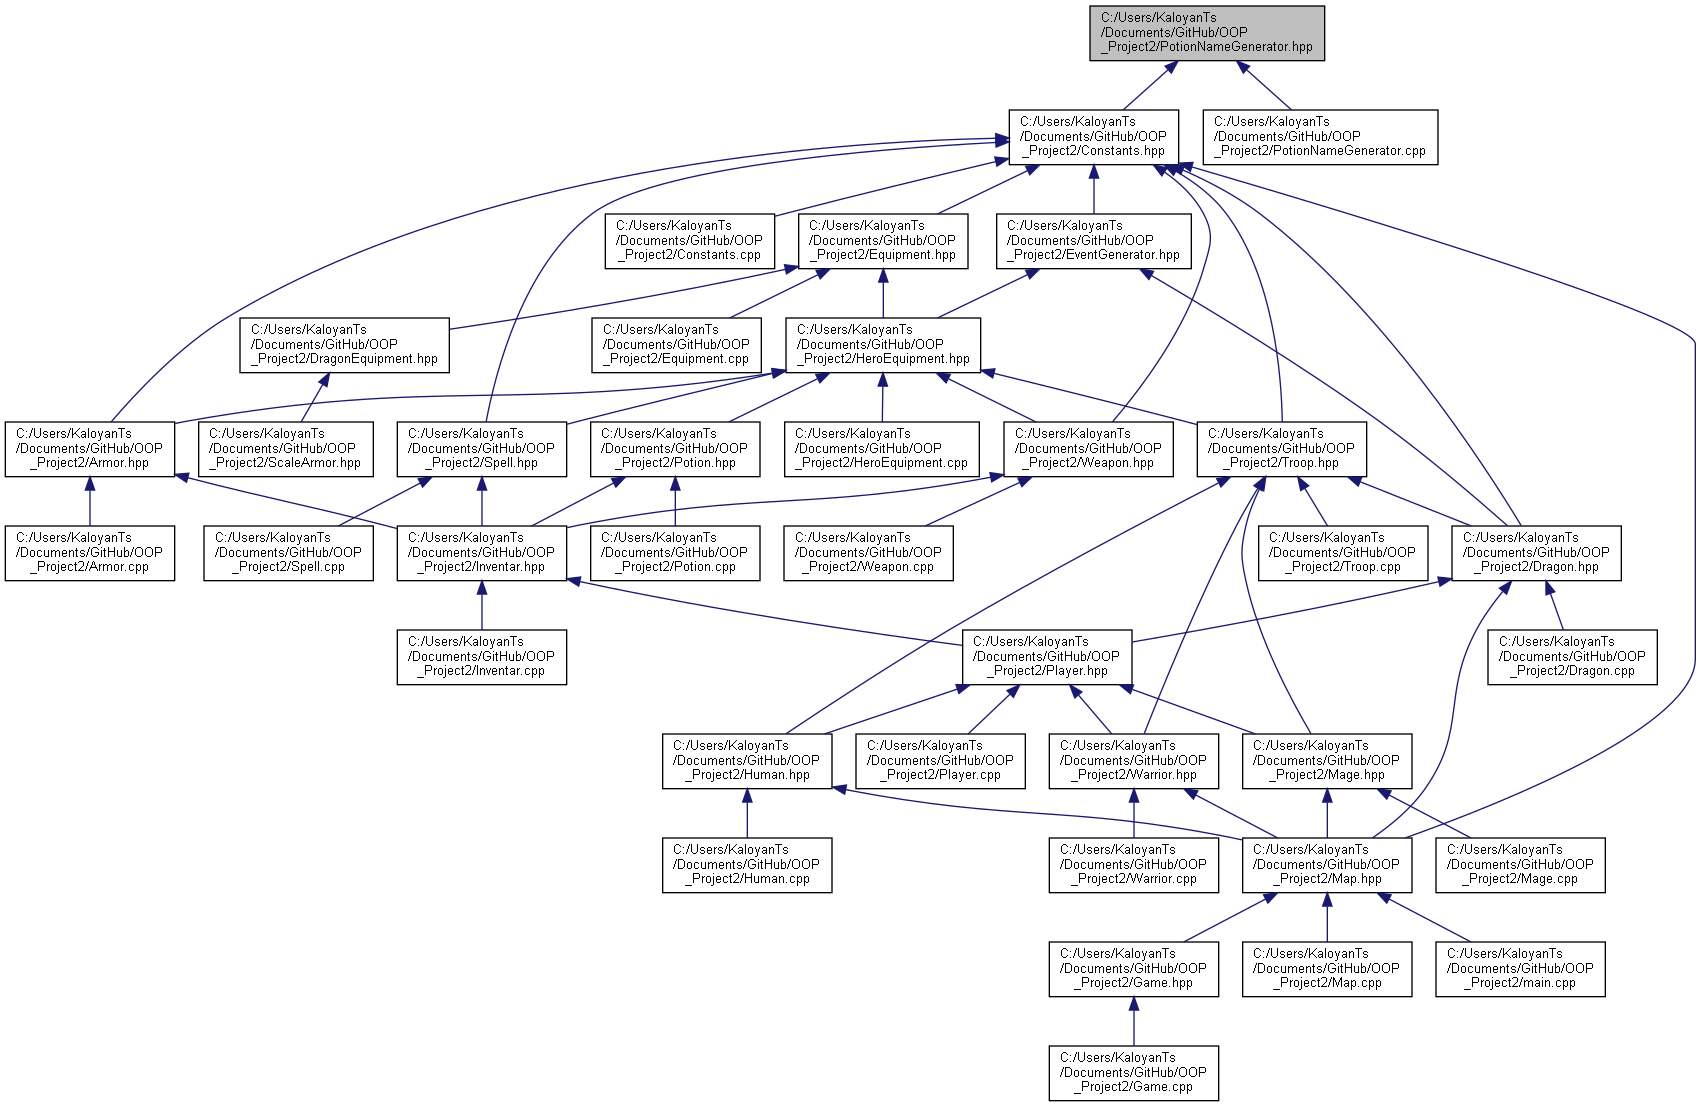 C:/Users/KaloyanTs
/Documents/GitHub/OOP
_Project2/PotionNameGenerator.hpp
C:/Users/KaloyanTs
/Documents/GitHub/OOP
_Project2/Constants.hpp
C:/Users/KaloyanTs
/Documents/GitHub/OOP
_Project2/PotionNameGenerator.cpp
C:/Users/KaloyanTs
/Documents/GitHub/OOP
_Project2/Constants.cpp
C:/Users/KaloyanTs
/Documents/GitHub/OOP
_Project2/Equipment.hpp
C:/Users/KaloyanTs
/Documents/GitHub/OOP
_Project2/EventGenerator.hpp
C:/Users/KaloyanTs
/Documents/GitHub/OOP
_Project2/DragonEquipment.hpp
C:/Users/KaloyanTs
/Documents/GitHub/OOP
_Project2/Equipment.cpp
C:/Users/KaloyanTs
/Documents/GitHub/OOP
_Project2/HeroEquipment.hpp
C:/Users/KaloyanTs
/Documents/GitHub/OOP
_Project2/Armor.hpp
C:/Users/KaloyanTs
/Documents/GitHub/OOP
_Project2/ScaleArmor.hpp
C:/Users/KaloyanTs
/Documents/GitHub/OOP
_Project2/Spell.hpp
C:/Users/KaloyanTs
/Documents/GitHub/OOP
_Project2/Potion.hpp
C:/Users/KaloyanTs
/Documents/GitHub/OOP
_Project2/HeroEquipment.cpp
C:/Users/KaloyanTs
/Documents/GitHub/OOP
_Project2/Weapon.hpp
C:/Users/KaloyanTs
/Documents/GitHub/OOP
_Project2/Troop.hpp
C:/Users/KaloyanTs
/Documents/GitHub/OOP
_Project2/Armor.cpp
C:/Users/KaloyanTs
/Documents/GitHub/OOP
_Project2/Spell.cpp
C:/Users/KaloyanTs
/Documents/GitHub/OOP
_Project2/Inventar.hpp
C:/Users/KaloyanTs
/Documents/GitHub/OOP
_Project2/Potion.cpp
C:/Users/KaloyanTs
/Documents/GitHub/OOP
_Project2/Weapon.cpp
C:/Users/KaloyanTs
/Documents/GitHub/OOP
_Project2/Troop.cpp
C:/Users/KaloyanTs
/Documents/GitHub/OOP
_Project2/Dragon.hpp
C:/Users/KaloyanTs
/Documents/GitHub/OOP
_Project2/Inventar.cpp
C:/Users/KaloyanTs
/Documents/GitHub/OOP
_Project2/Player.hpp
C:/Users/KaloyanTs
/Documents/GitHub/OOP
_Project2/Dragon.cpp
C:/Users/KaloyanTs
/Documents/GitHub/OOP
_Project2/Human.hpp
C:/Users/KaloyanTs
/Documents/GitHub/OOP
_Project2/Player.cpp
C:/Users/KaloyanTs
/Documents/GitHub/OOP
_Project2/Warrior.hpp
C:/Users/KaloyanTs
/Documents/GitHub/OOP
_Project2/Mage.hpp
C:/Users/KaloyanTs
/Documents/GitHub/OOP
_Project2/Human.cpp
C:/Users/KaloyanTs
/Documents/GitHub/OOP
_Project2/Warrior.cpp
C:/Users/KaloyanTs
/Documents/GitHub/OOP
_Project2/Map.hpp
C:/Users/KaloyanTs
/Documents/GitHub/OOP
_Project2/Mage.cpp
C:/Users/KaloyanTs
/Documents/GitHub/OOP
_Project2/Game.hpp
C:/Users/KaloyanTs
/Documents/GitHub/OOP
_Project2/Map.cpp
C:/Users/KaloyanTs
/Documents/GitHub/OOP
_Project2/main.cpp
C:/Users/KaloyanTs
/Documents/GitHub/OOP
_Project2/Game.cpp